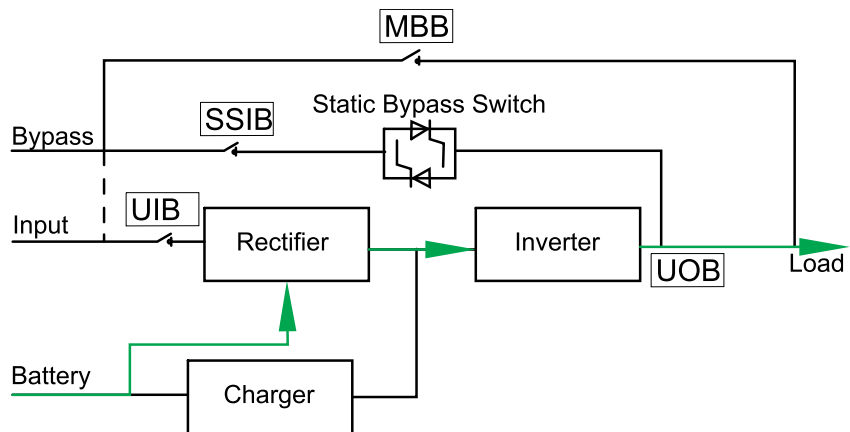 MBB
Static Bypass Switch
SSIB
Bypass
UIB
Input
Rectifier
Inverter
UOB
Load
Battery
Charger